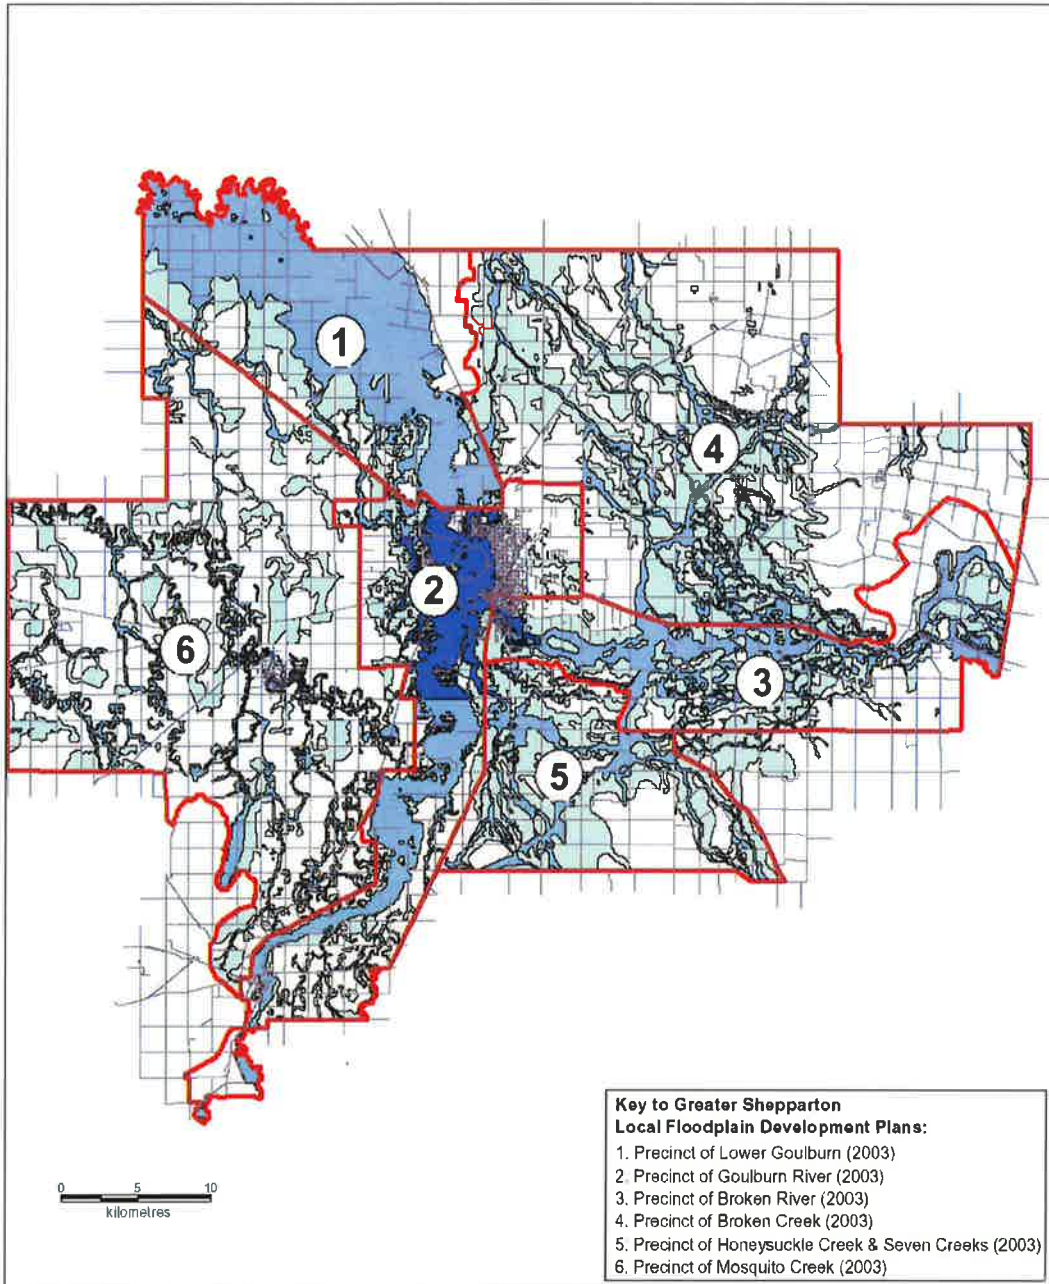 1
4
2
6
3
5
Key to Greater Shepparton
Local Floodplain Development Plans:
1. Precinct of Lower Goulburn (2003)
2. Precinct of Goulburn River (2003)
3. Precinct of Broken River (2003)
4. Precinct of Broken Creek (2003)
5. Precinct of Honeysuckle Creek & Seven Creeks (2003)
6. Precinct of Mosquito Creek (2003)
0 5 10
kilometres